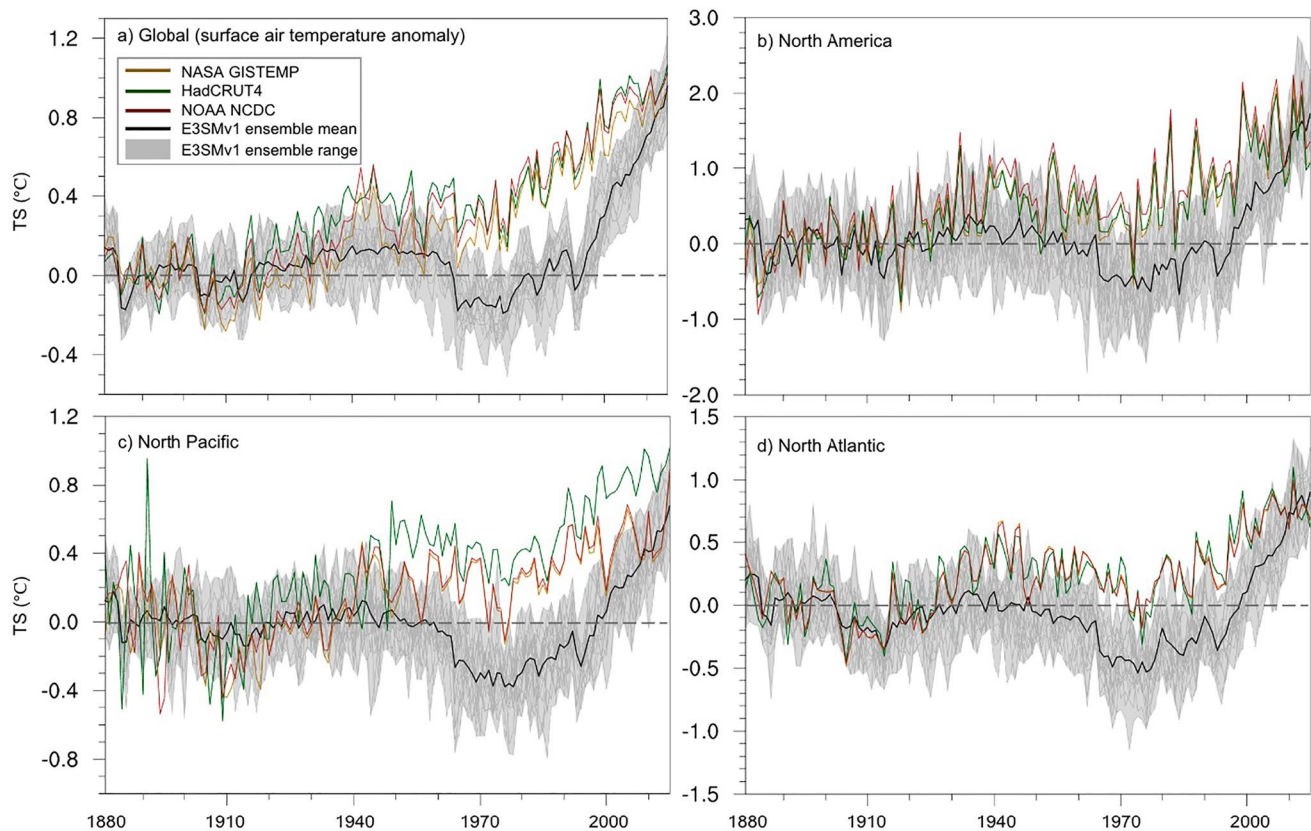 a) Global (surface air temperature anomaly)
NASA GISTEMP
HadCRUT4
NOAA NCDC
E3SMv1 ensemble mean
E3SMv1 ensemble range
TS (°C)
1.2
0.8
0.4
0.0
-0.4
b) North America
3.0
2.0
1.0
0.0
-1.0
-2.0
c) North Pacific
TS (°C)
1.2
0.8
0.4
0.0
-0.4
-0.8
1880 1910 1940 1970 2000
d) North Atlantic
1.5
1.0
0.5
0.0
-0.5
-1.0
-1.5
1880 1910 1940 1970 2000